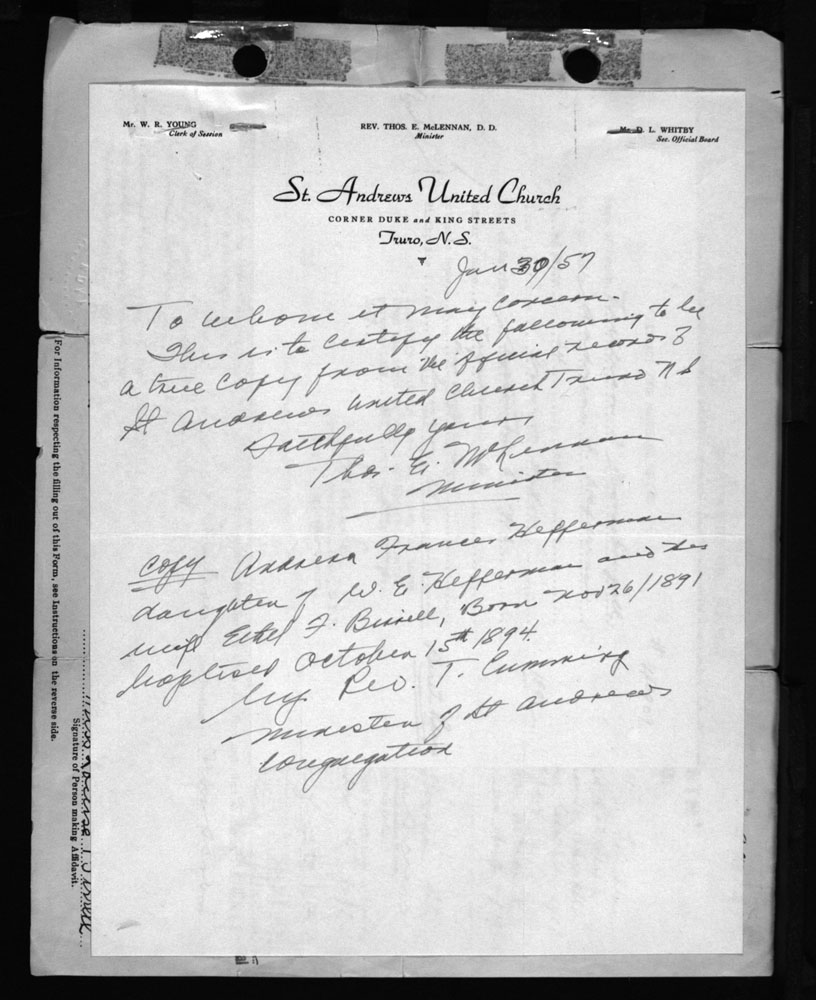 Mr. W. R. YOUNG
Clerk of Session
REV. THOS. E. McLENNAN, D. D.
Minister
Mr. D. L. WHITBY
Sec. Official Board
St. Andrews United Church
CORNER DUKE and KING STREETS
Truro, N. S.
Jan 30/57
To whom it may concern.
This is to certify the following to be
a true copy from the official records of
St Andrews United Church Truro N S
Faithfully yours
Thos. E. McLennan
Minister
Copy Andrena Frances Heffernan
daughter of W. E. Heffernan and his
wife Ethel F. Bissell, Born Nov 26/1891
baptised October 15th 1894.
by Rev. T. Cumming
Minister of St Andrews
Congregation
For Information respecting the filling out of this Form, see Instructions on the reverse side.
Signature of Person making Affidavit.